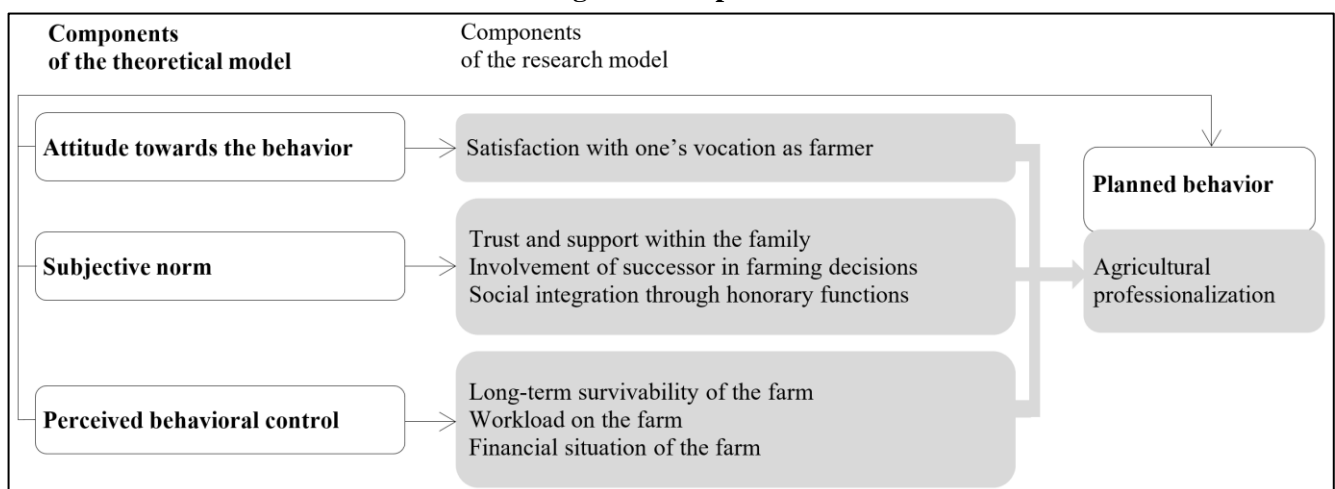 Components
of the theoretical model
Components
of the research model
Attitude towards the behavior
Satisfaction with one’s vocation as farmer
Planned behavior
Subjective norm
Trust and support within the family
Involvement of successor in farming decisions
Social integration through honorary functions
Agricultural
professionalization
Perceived behavioral control
Long-term survivability of the farm
Workload on the farm
Financial situation of the farm